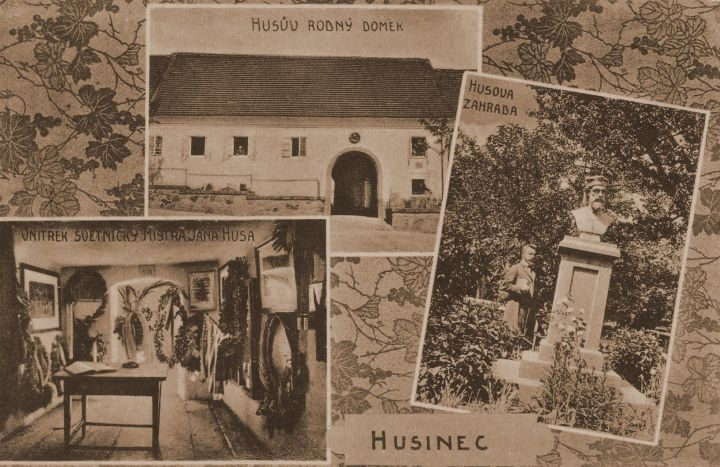 HUSŮV RODNÝ DOMEK
HUSOVA
ZAHRADA
VNITŘEK SVĚTNIČKY MISTRA JANA HUSA
HUSINEC